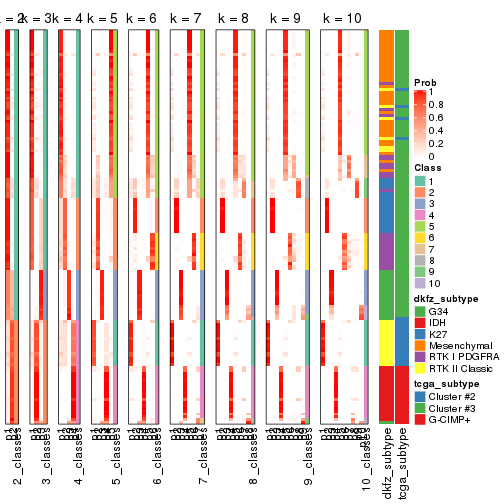 k = 2
k = 3
k = 4
k = 5
k = 6
k = 7
k = 8
k = 9
k = 10
Prob
1
0.8
0.6
0.4
0.2
0
Class
1
2
3
4
5
6
7
8
9
10
dkfz_subtype
G34
IDH
K27
Mesenchymal
RTK I PDGFRA
RTK II Classic
tcga_subtype
Cluster #2
Cluster #3
G-CIMP+
2_classes
3_classes
4_classes
5_classes
6_classes
7_classes
8_classes
9_classes
10_classes
dkfz_subtype
tcga_subtype